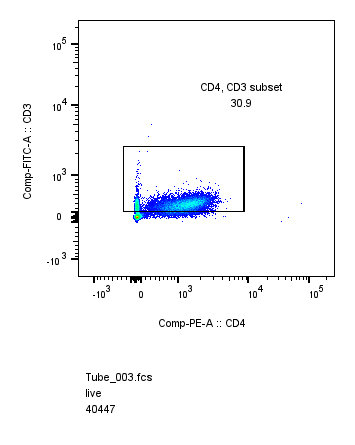 CD4, CD3 subset
30.9
10^5
10^4
10^3
0
-10^3
Comp-FITC-A :: CD3
-10^3 0 10^3 10^4 10^5
Comp-PE-A :: CD4
Tube_003.fcs
live
40447